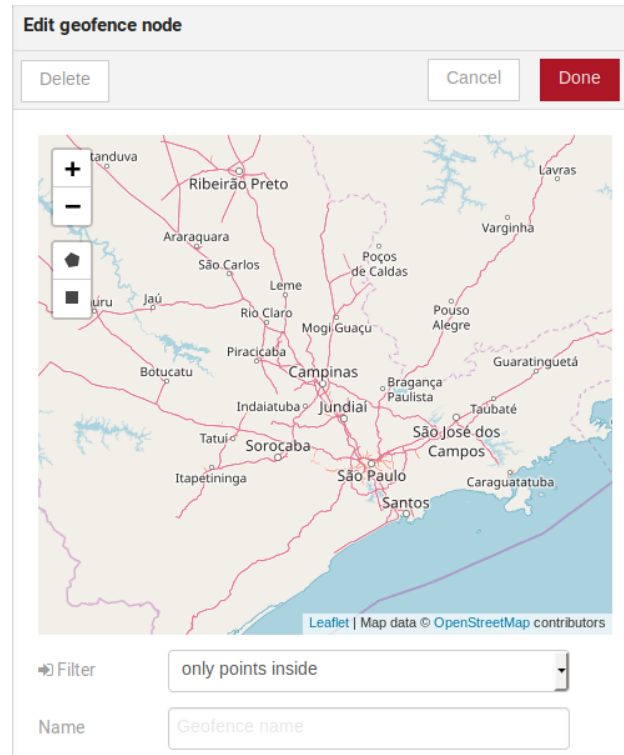 Edit geofence node
Delete
Cancel
Done
+
tanduva
Ribeirão Preto
Lavras
−
Varginha
Araraquara
Poços
de Caldas
São Carlos
Leme
uru
Jaú
Rio Claro
Mogi Guaçu
Pouso
Alegre
Piracicaba
Guaratinguetá
Botucatu
Campinas
Bragança
Paulista
Indaiatuba
Jundiaí
Taubaté
Tatuí
Sorocaba
São José dos
Campos
Itapetininga
São Paulo
Caraguatatuba
Santos
Leaflet | Map data © OpenStreetMap contributors
Filter
only points inside
Name
Geofence name